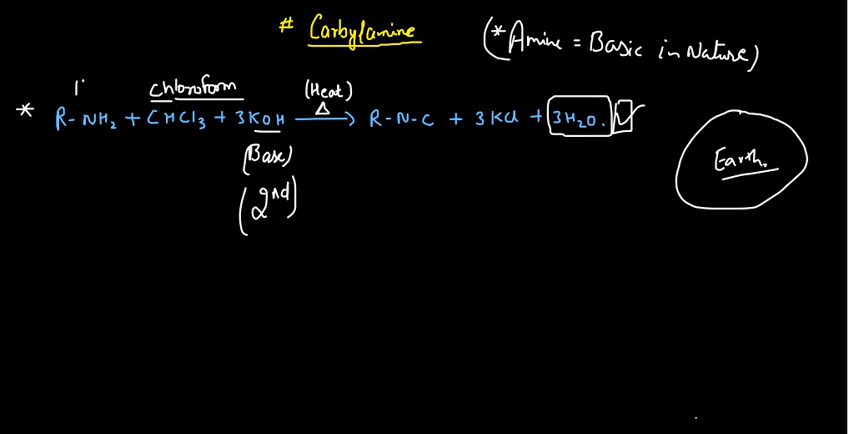 # Carbylamine
(*Amine = Basic in Nature)
1° chloroform (Heat)
* R-NH₂ + CHCl₃ + 3KOH —Δ→ R-N-C + 3KCl + 3H₂O.
(Base)
(2nd)
Earth.